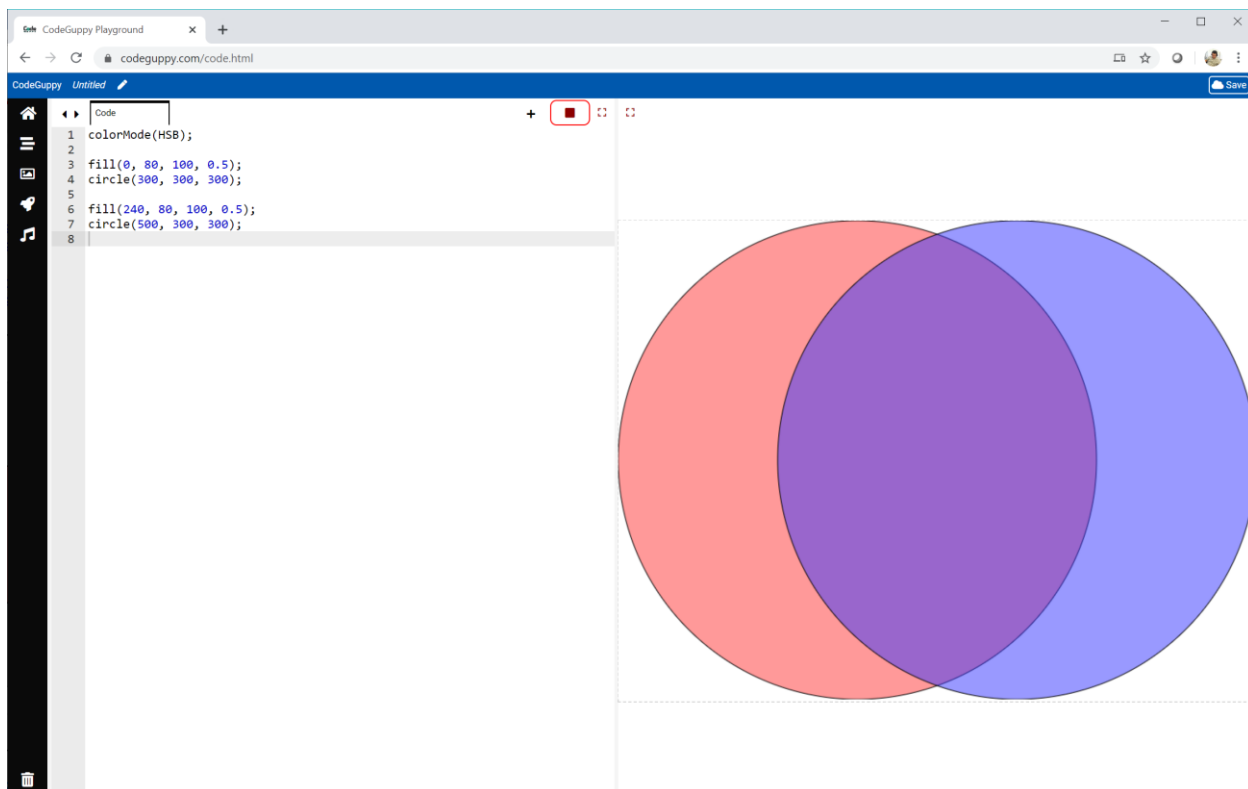 Code CodeGuppy Playground
codeguppy.com/code.html
CodeGuppy Untitled Save
Code
1 colorMode(HSB);
2
3 fill(0, 80, 100, 0.5);
4 circle(300, 300, 300);
5
6 fill(240, 80, 100, 0.5);
7 circle(500, 300, 300);
8